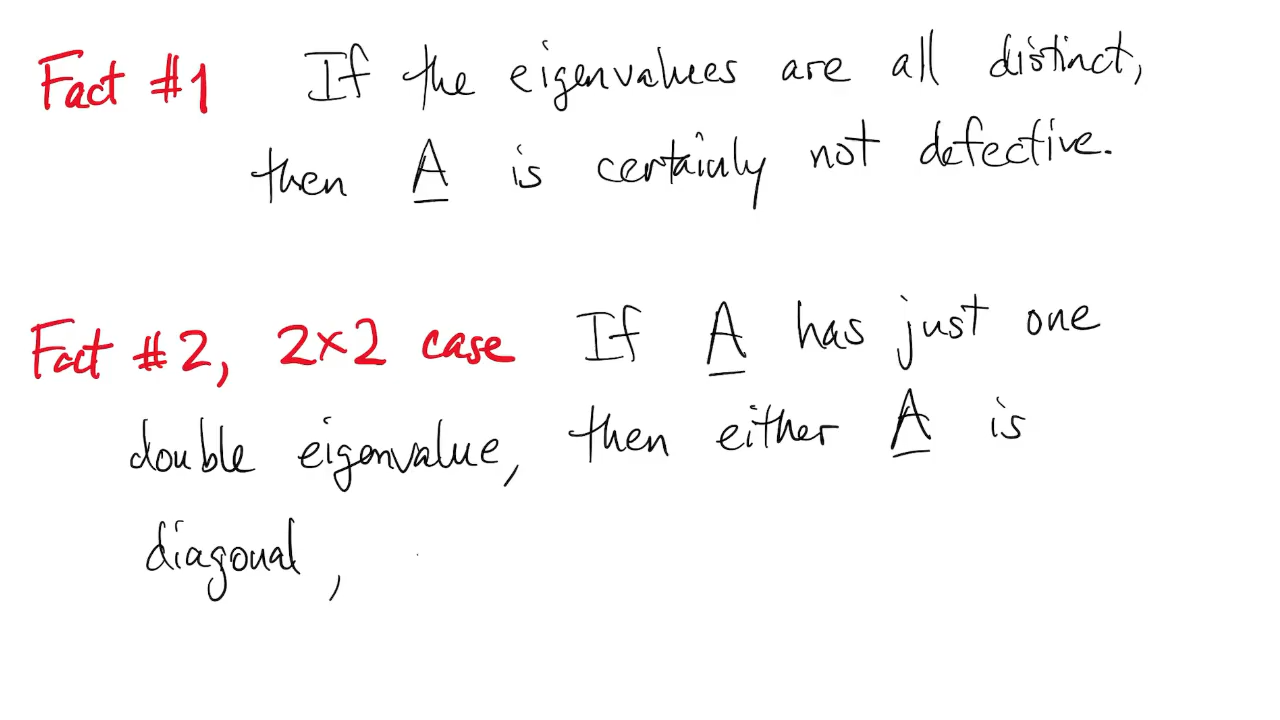 Fact #1 If the eigenvalues are all distinct,
then A is certainly not defective.
Fact #2, 2×2 case If A has just one
double eigenvalue, then either A is
diagonal,